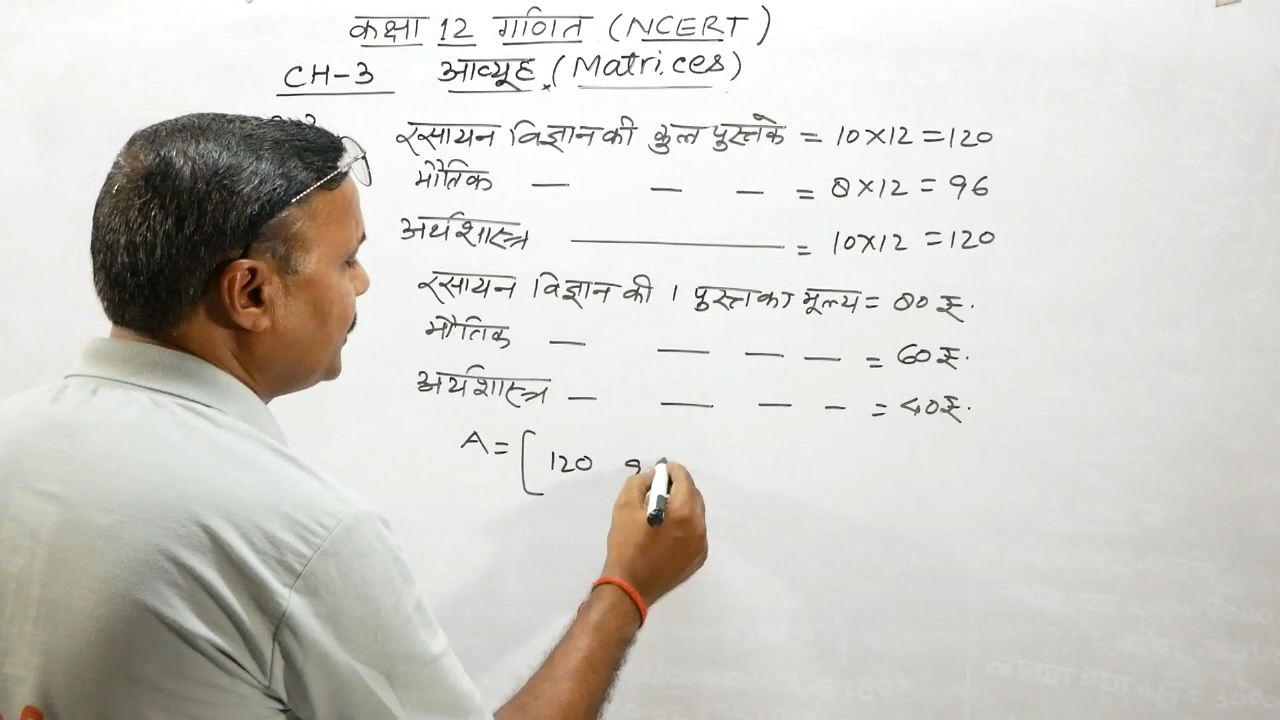 कक्षा 12 गणित (NCERT)
CH-3 आव्यूह (Matrices)
रसायन विज्ञान की कुल पुस्तके = 10×12 = 120
भौतिक — — — = 8×12 = 96
अर्थशास्त्र — = 10×12 = 120
रसायन विज्ञान की 1 पुस्तक का मूल्य = 80 रु.
भौतिक — — — — = 60 रु.
अर्थशास्त्र — — — — = 40 रु.
A = [ 120 9